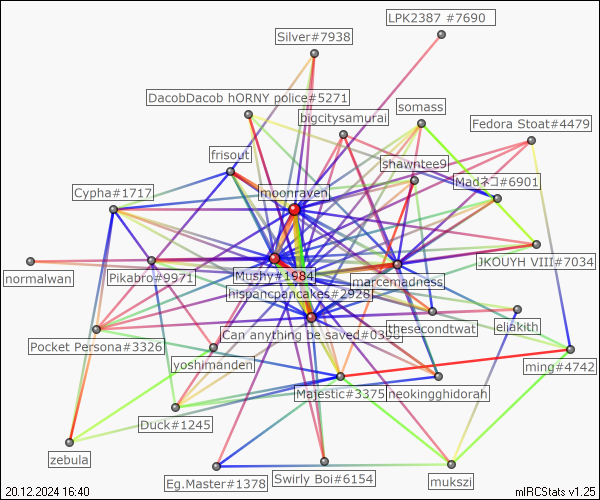 LPK2387 #7690
Silver#7938
DacobDacob hORNY police#5271
somass
bigcitysamurai
Fedora Stoat#4479
frisout
shawntee9
Madネコ#6901
Cypha#1717
moonraven
normalwan
Pikabro#9971
Mushy#1984
marcemadness
JKOUYH VIII#7034
hispancpancakes#2928
Pocket Persona#3326
Can anything be saved#0390
thesecondtwat
eliakith
yoshimanden
ming#4742
Majestic#3375
neokingghidorah
Duck#1245
zebula
Eg.Master#1378
Swirly Boi#6154
mukszi
20.12.2024 16:40
mIRCStats v1.25